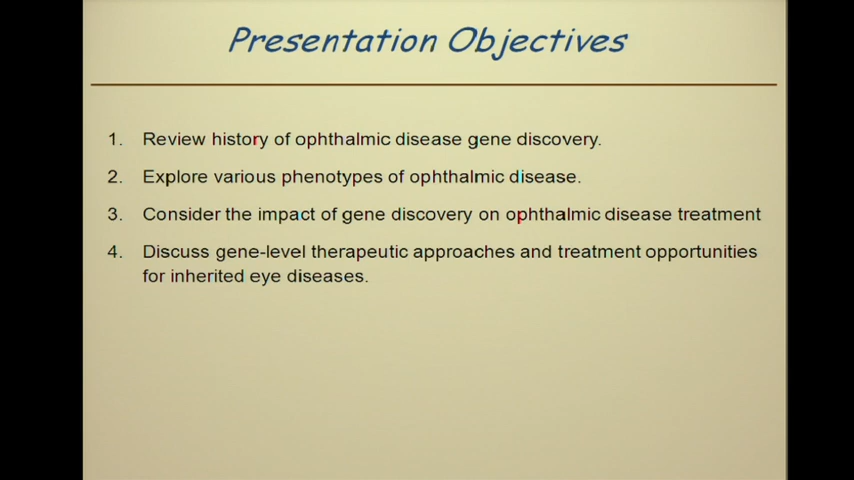 Presentation Objectives
1. Review history of ophthalmic disease gene discovery.
2. Explore various phenotypes of ophthalmic disease.
3. Consider the impact of gene discovery on ophthalmic disease treatment
4. Discuss gene-level therapeutic approaches and treatment opportunities
for inherited eye diseases.